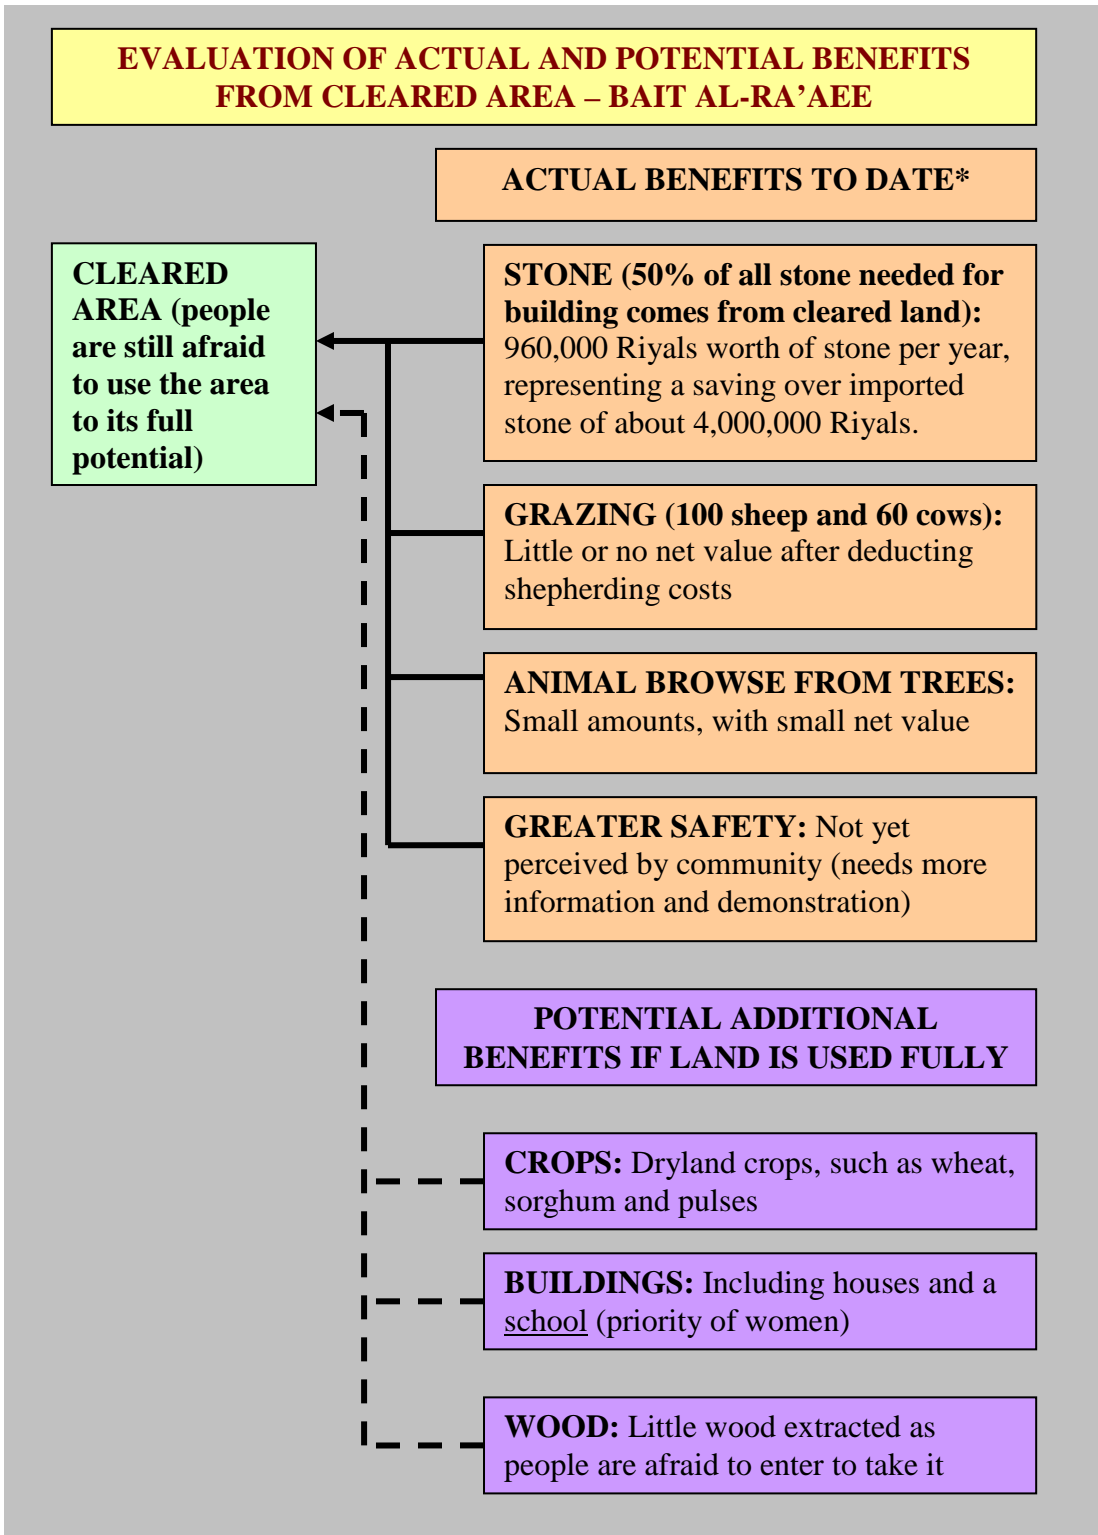 EVALUATION OF ACTUAL AND POTENTIAL BENEFITS
FROM CLEARED AREA – BAIT AL-RA’AEE
ACTUAL BENEFITS TO DATE*
CLEARED
AREA (people
are still afraid
to use the area
to its full
potential)
STONE (50% of all stone needed for
building comes from cleared land):
960,000 Riyals worth of stone per year,
representing a saving over imported
stone of about 4,000,000 Riyals.
GRAZING (100 sheep and 60 cows):
Little or no net value after deducting
shepherding costs
ANIMAL BROWSE FROM TREES:
Small amounts, with small net value
GREATER SAFETY: Not yet
perceived by community (needs more
information and demonstration)
POTENTIAL ADDITIONAL
BENEFITS IF LAND IS USED FULLY
CROPS: Dryland crops, such as wheat,
sorghum and pulses
BUILDINGS: Including houses and a
school (priority of women)
WOOD: Little wood extracted as
people are afraid to enter to take it